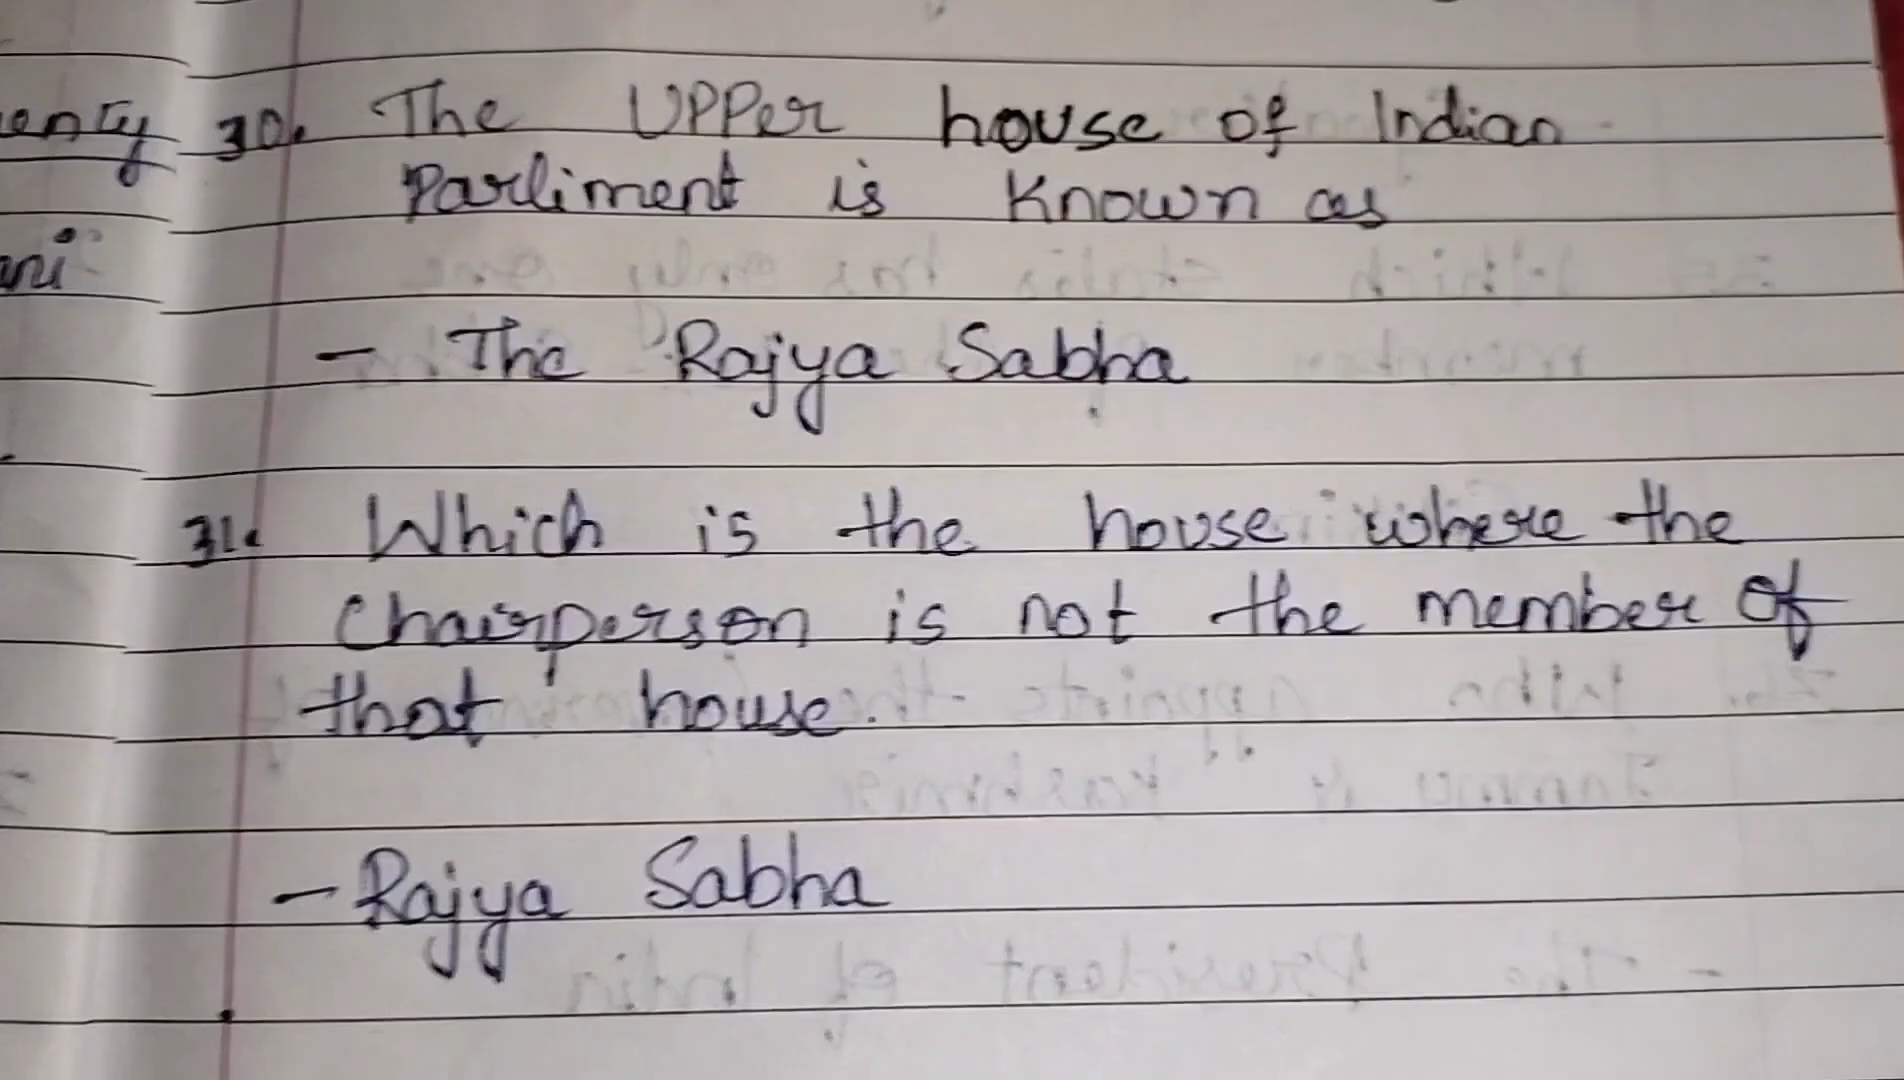 30. The Upper house of Indian
Parliment is Known as
- The Rajya Sabha
31. Which is the house where the
Chairperson is not the member of
that house.
- Rajya Sabha